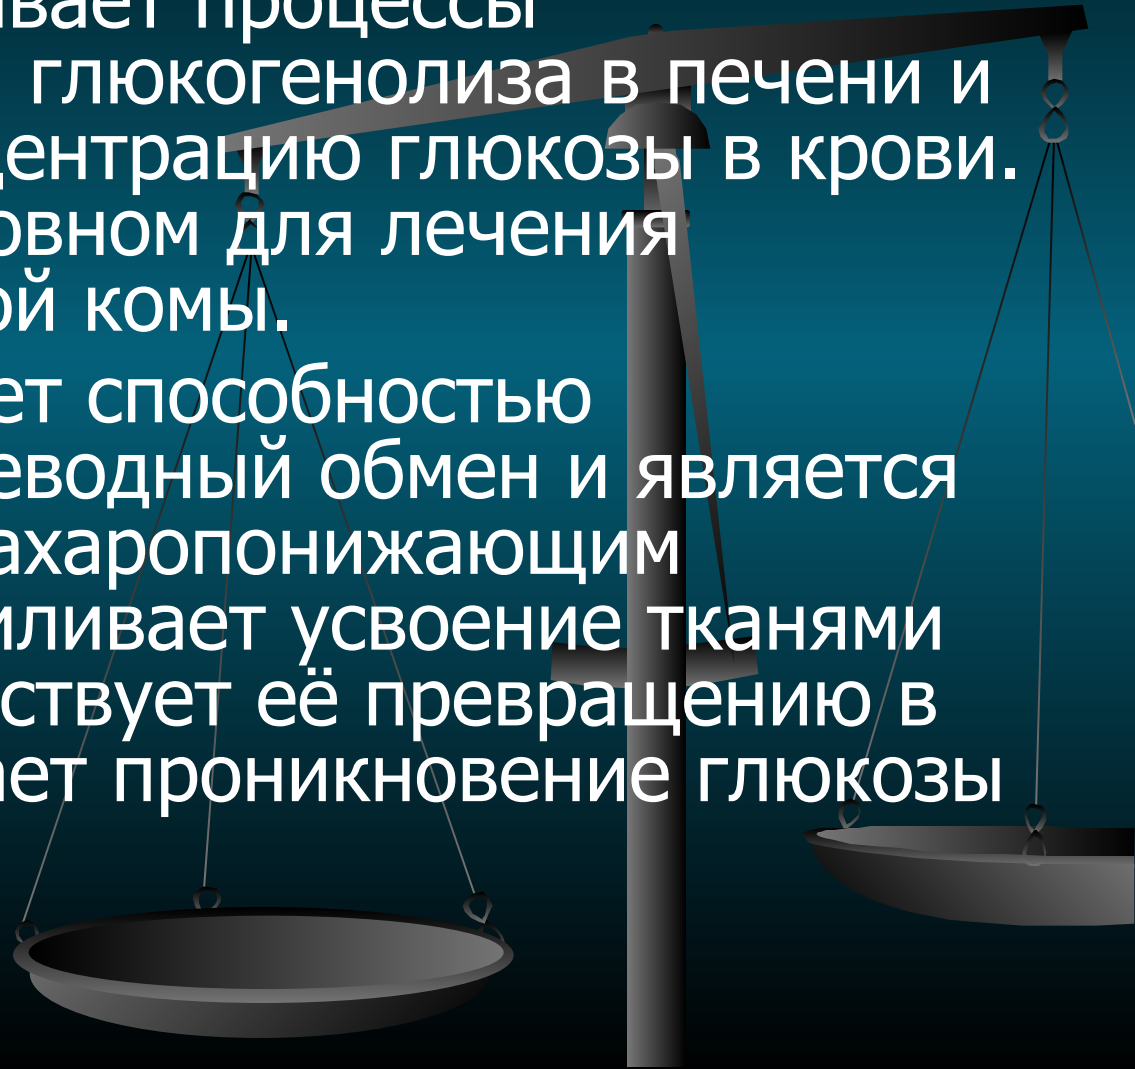 ивает процессы
глюкогенолиза в печени и
центрацию глюкозы в крови.
овном для лечения
ой комы.
ет способностью
еводный обмен и является
ахаропонижающим
иливает усвоение тканями
ствует её превращению в
ает проникновение глюкозы